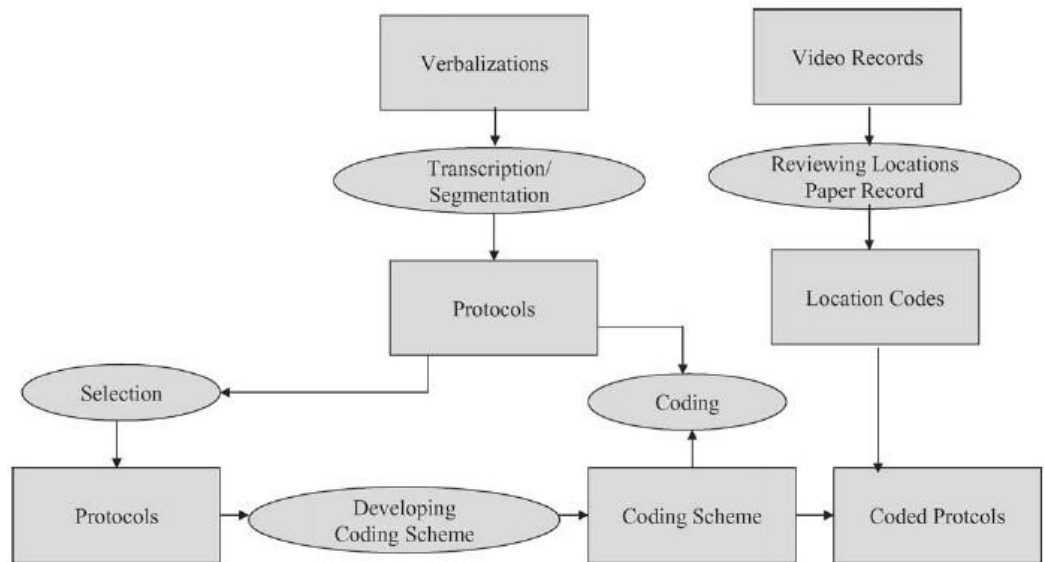 Verbalizations
Video Records
Transcription/
Segmentation
Reviewing Locations
Paper Record
Protocols
Location Codes
Selection
Coding
Protocols
Developing
Coding Scheme
Coding Scheme
Coded Protcols